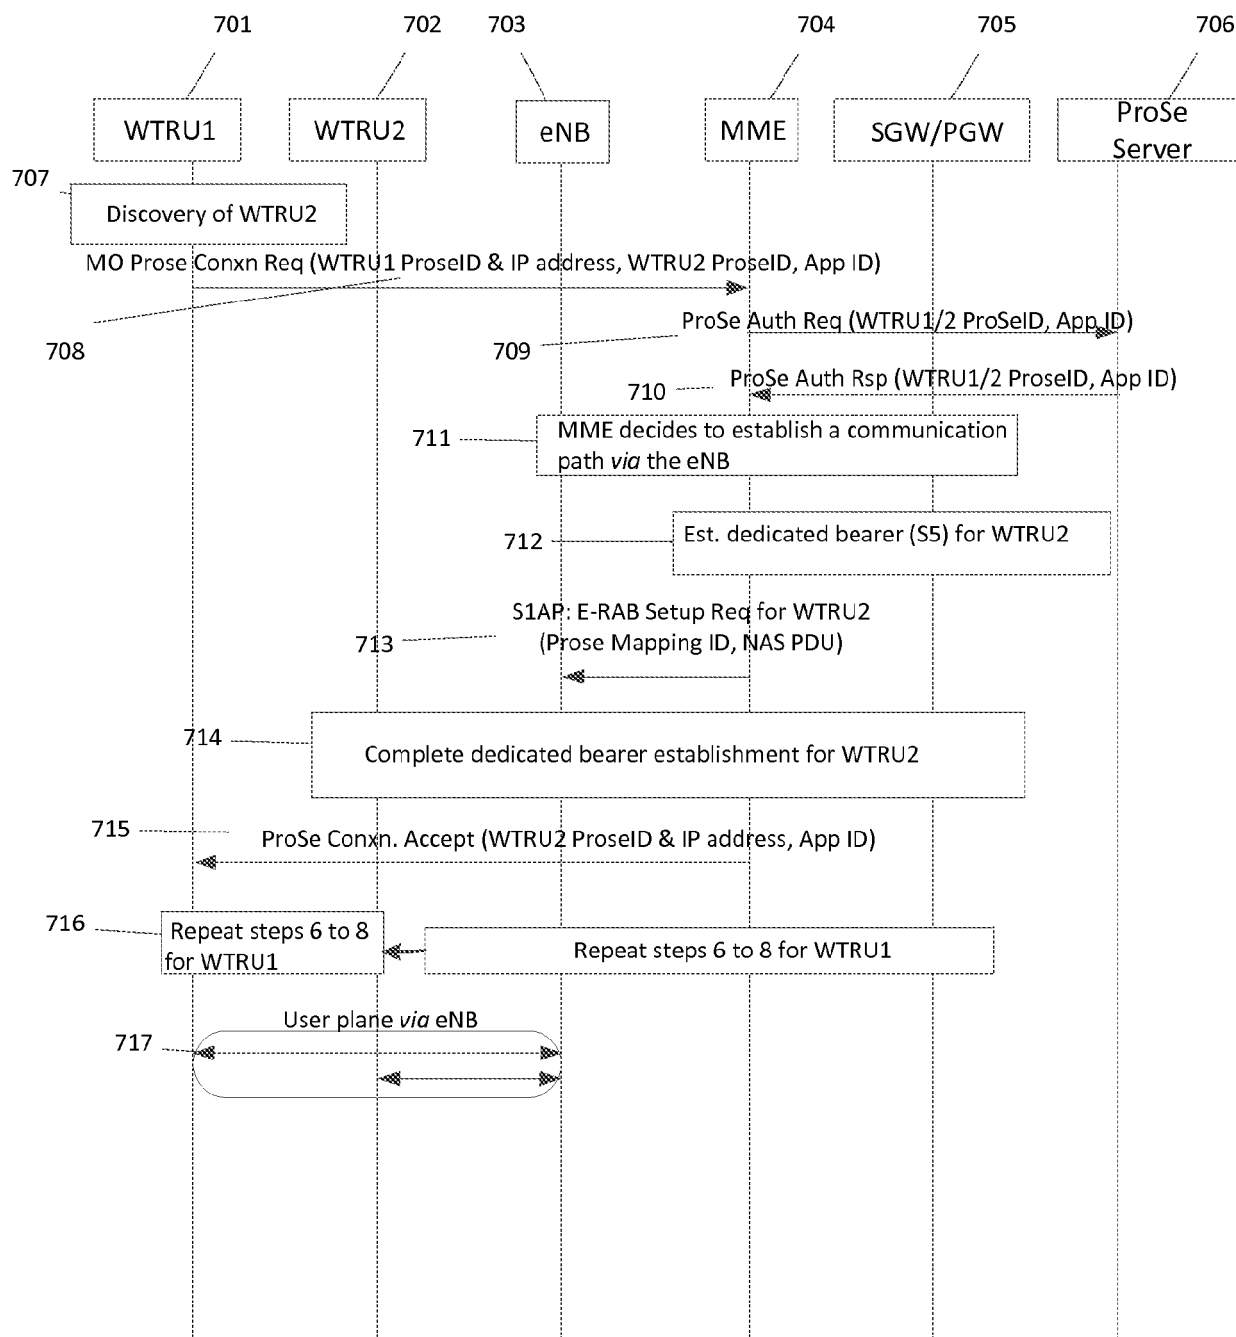 701
702
703
704
705
706
WTRU1
WTRU2
eNB
MME
SGW/PGW
ProSe
Server
707
Discovery of WTRU2
MO Prose Conxn Req (WTRU1 ProseID & IP address, WTRU2 ProseID, App ID)
708
ProSe Auth Req (WTRU1/2 ProSeID, App ID)
709
ProSe Auth Rsp (WTRU1/2 ProseID, App ID)
710
711
MME decides to establish a communication
path via the eNB
712
Est. dedicated bearer (S5) for WTRU2
S1AP: E-RAB Setup Req for WTRU2
(Prose Mapping ID, NAS PDU)
713
714
Complete dedicated bearer establishment for WTRU2
715
ProSe Conxn. Accept (WTRU2 ProseID & IP address, App ID)
716
Repeat steps 6 to 8
for WTRU1
Repeat steps 6 to 8 for WTRU1
User plane via eNB
717